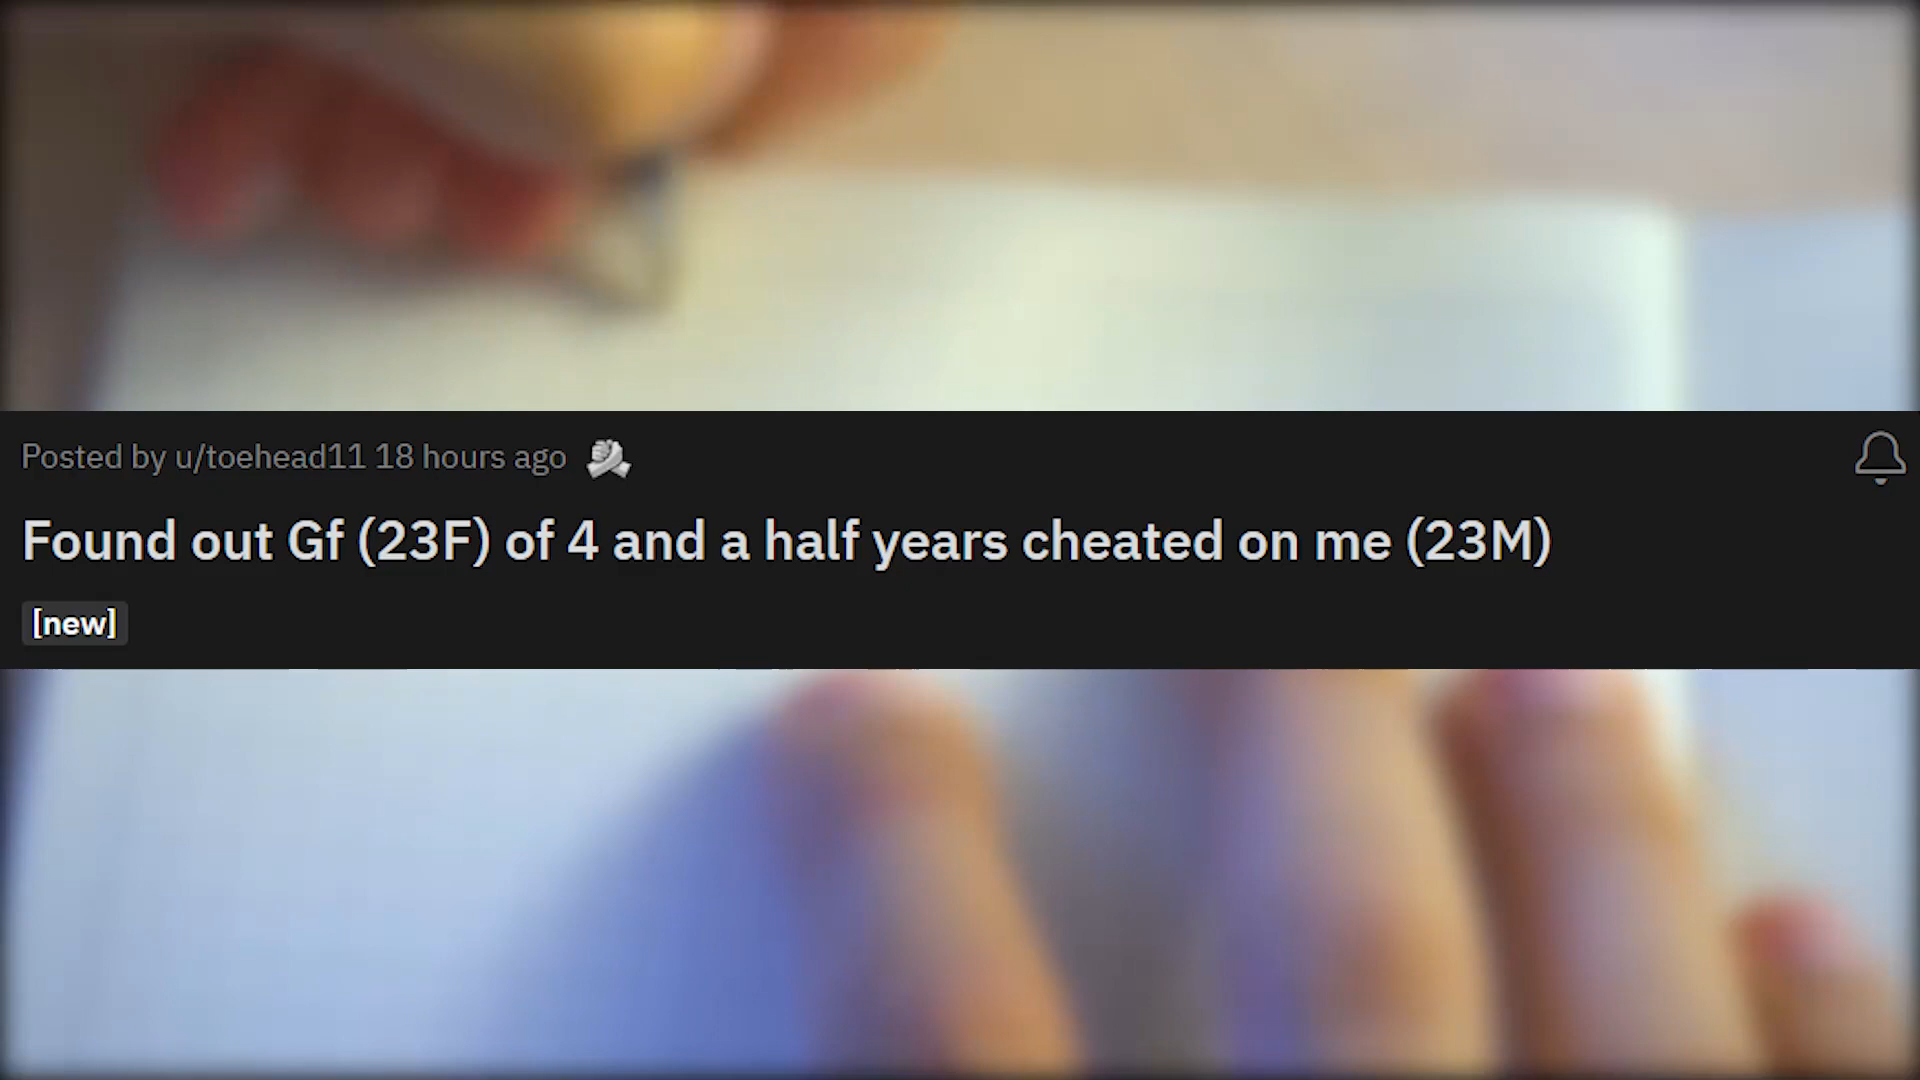 Posted by u/toehead11 18 hours ago
Found out Gf (23F) of 4 and a half years cheated on me (23M)
[new]